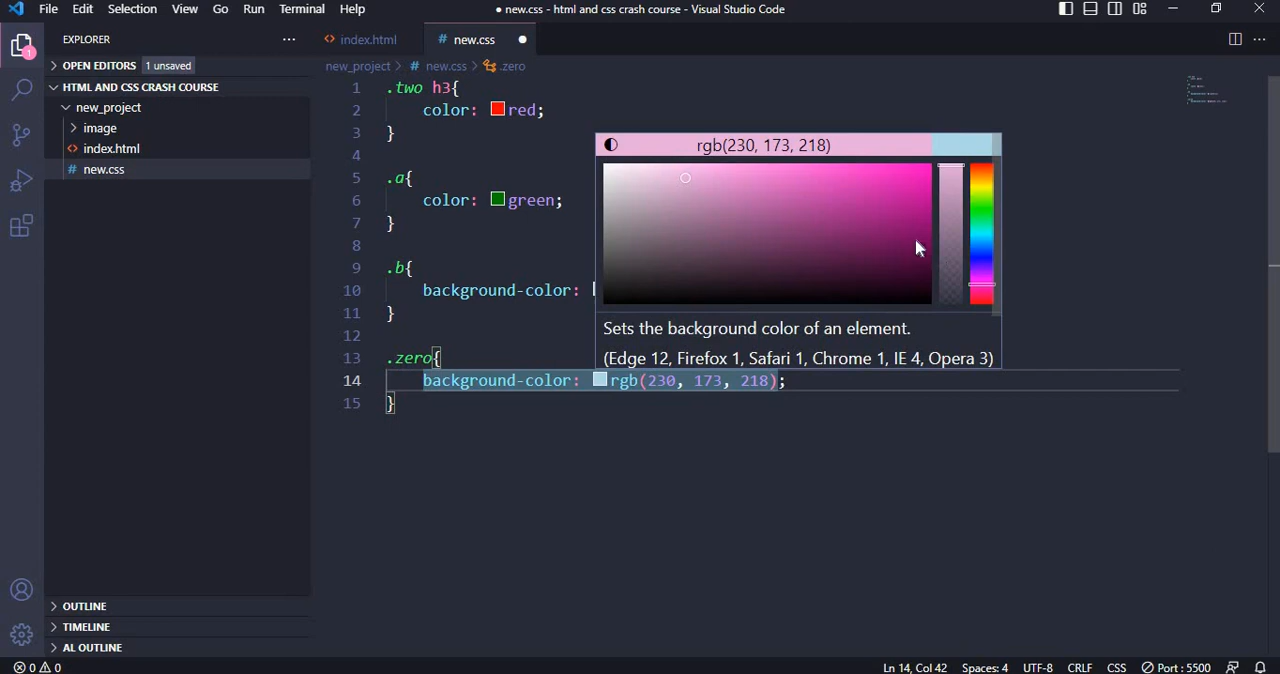 File Edit Selection View Go Run Terminal Help
● new.css - html and css crash course - Visual Studio Code
EXPLORER
index.html
# new.css
OPEN EDITORS 1 unsaved
new_project > # new.css > .zero
HTML AND CSS CRASH COURSE
new_project
image
index.html
# new.css
1
1 .two h3{
2 color: red;
3 }
4
5 .a{
6 color: green;
7 }
8
9 .b{
10 background-color:
11 }
12
13 .zero{
14 background-color: rgb(230, 173, 218);
15 }
rgb(230, 173, 218)
Sets the background color of an element.
(Edge 12, Firefox 1, Safari 1, Chrome 1, IE 4, Opera 3)
OUTLINE
TIMELINE
AL OUTLINE
0 0
Ln 14, Col 42 Spaces: 4 UTF-8 CRLF CSS Port : 5500